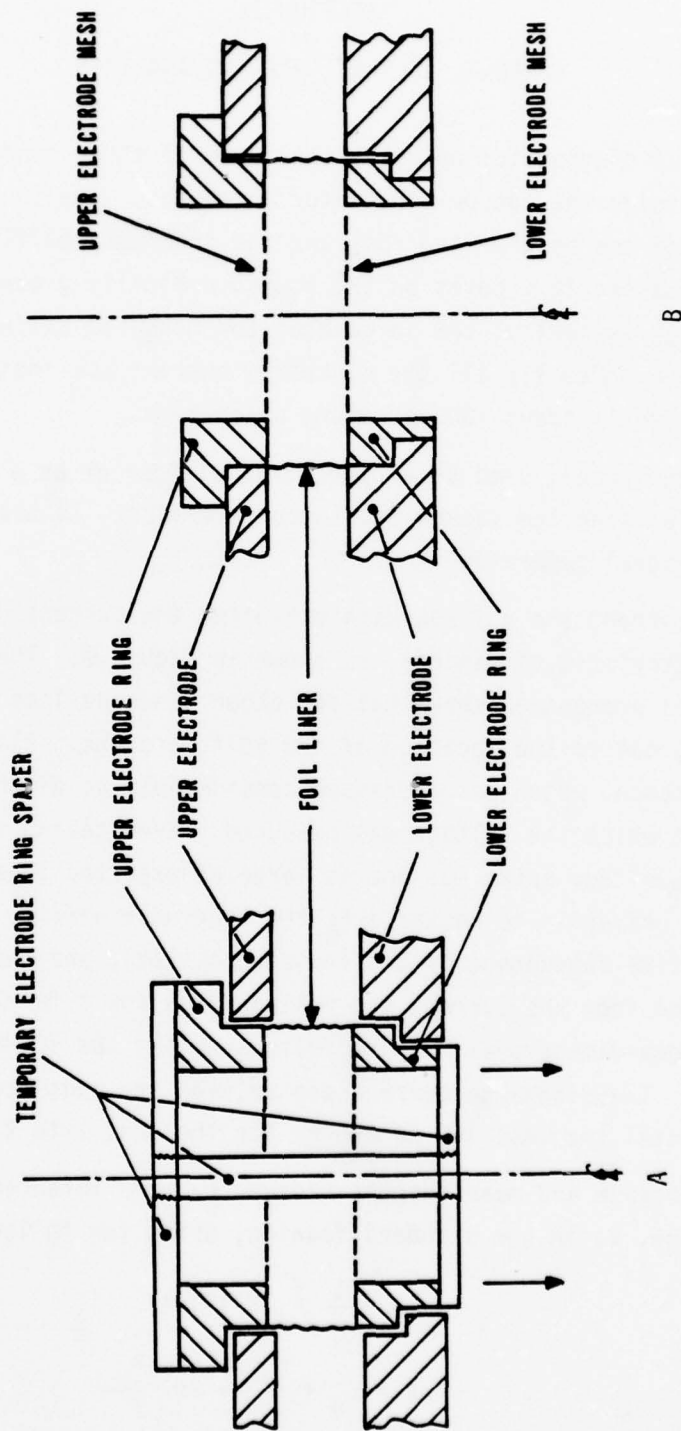 TEMPORARY ELECTRODE RING SPACER
UPPER ELECTRODE RING
UPPER ELECTRODE
FOIL LINER
LOWER ELECTRODE
LOWER ELECTRODE RING
UPPER ELECTRODE MESH
LOWER ELECTRODE MESH
A
B